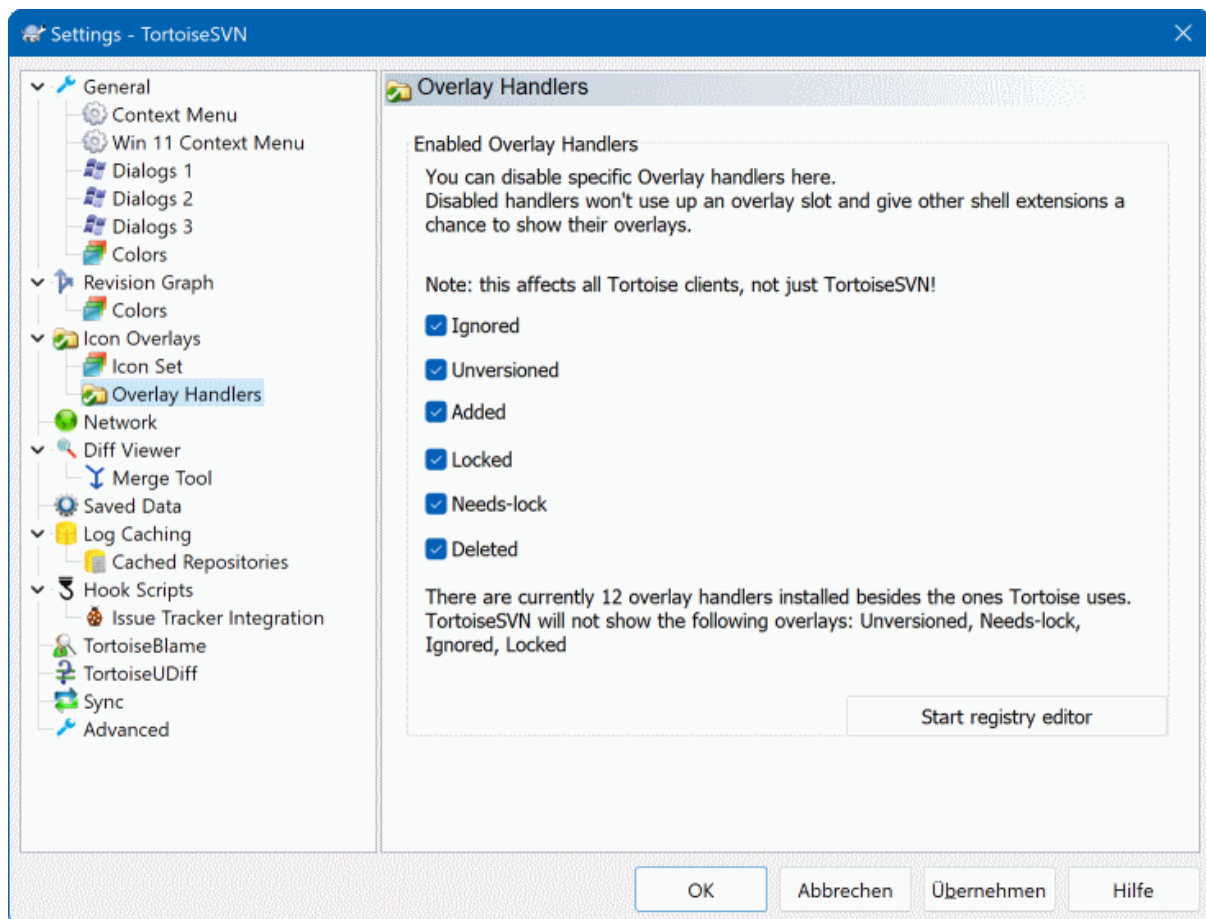 Settings - TortoiseSVN
General
Context Menu
Win 11 Context Menu
Dialogs 1
Dialogs 2
Dialogs 3
Colors
Revision Graph
Colors
Icon Overlays
Icon Set
Overlay Handlers
Network
Diff Viewer
Merge Tool
Saved Data
Log Caching
Cached Repositories
Hook Scripts
Issue Tracker Integration
TortoiseBlame
TortoiseUDiff
Sync
Advanced
Overlay Handlers
Enabled Overlay Handlers
You can disable specific Overlay handlers here.
Disabled handlers won't use up an overlay slot and give other shell extensions a
chance to show their overlays.
Note: this affects all Tortoise clients, not just TortoiseSVN!
Ignored
Unversioned
Added
Locked
Needs-lock
Deleted
There are currently 12 overlay handlers installed besides the ones Tortoise uses.
TortoiseSVN will not show the following overlays: Unversioned, Needs-lock,
Ignored, Locked
Start registry editor
OK
Abbrechen
Übernehmen
Hilfe